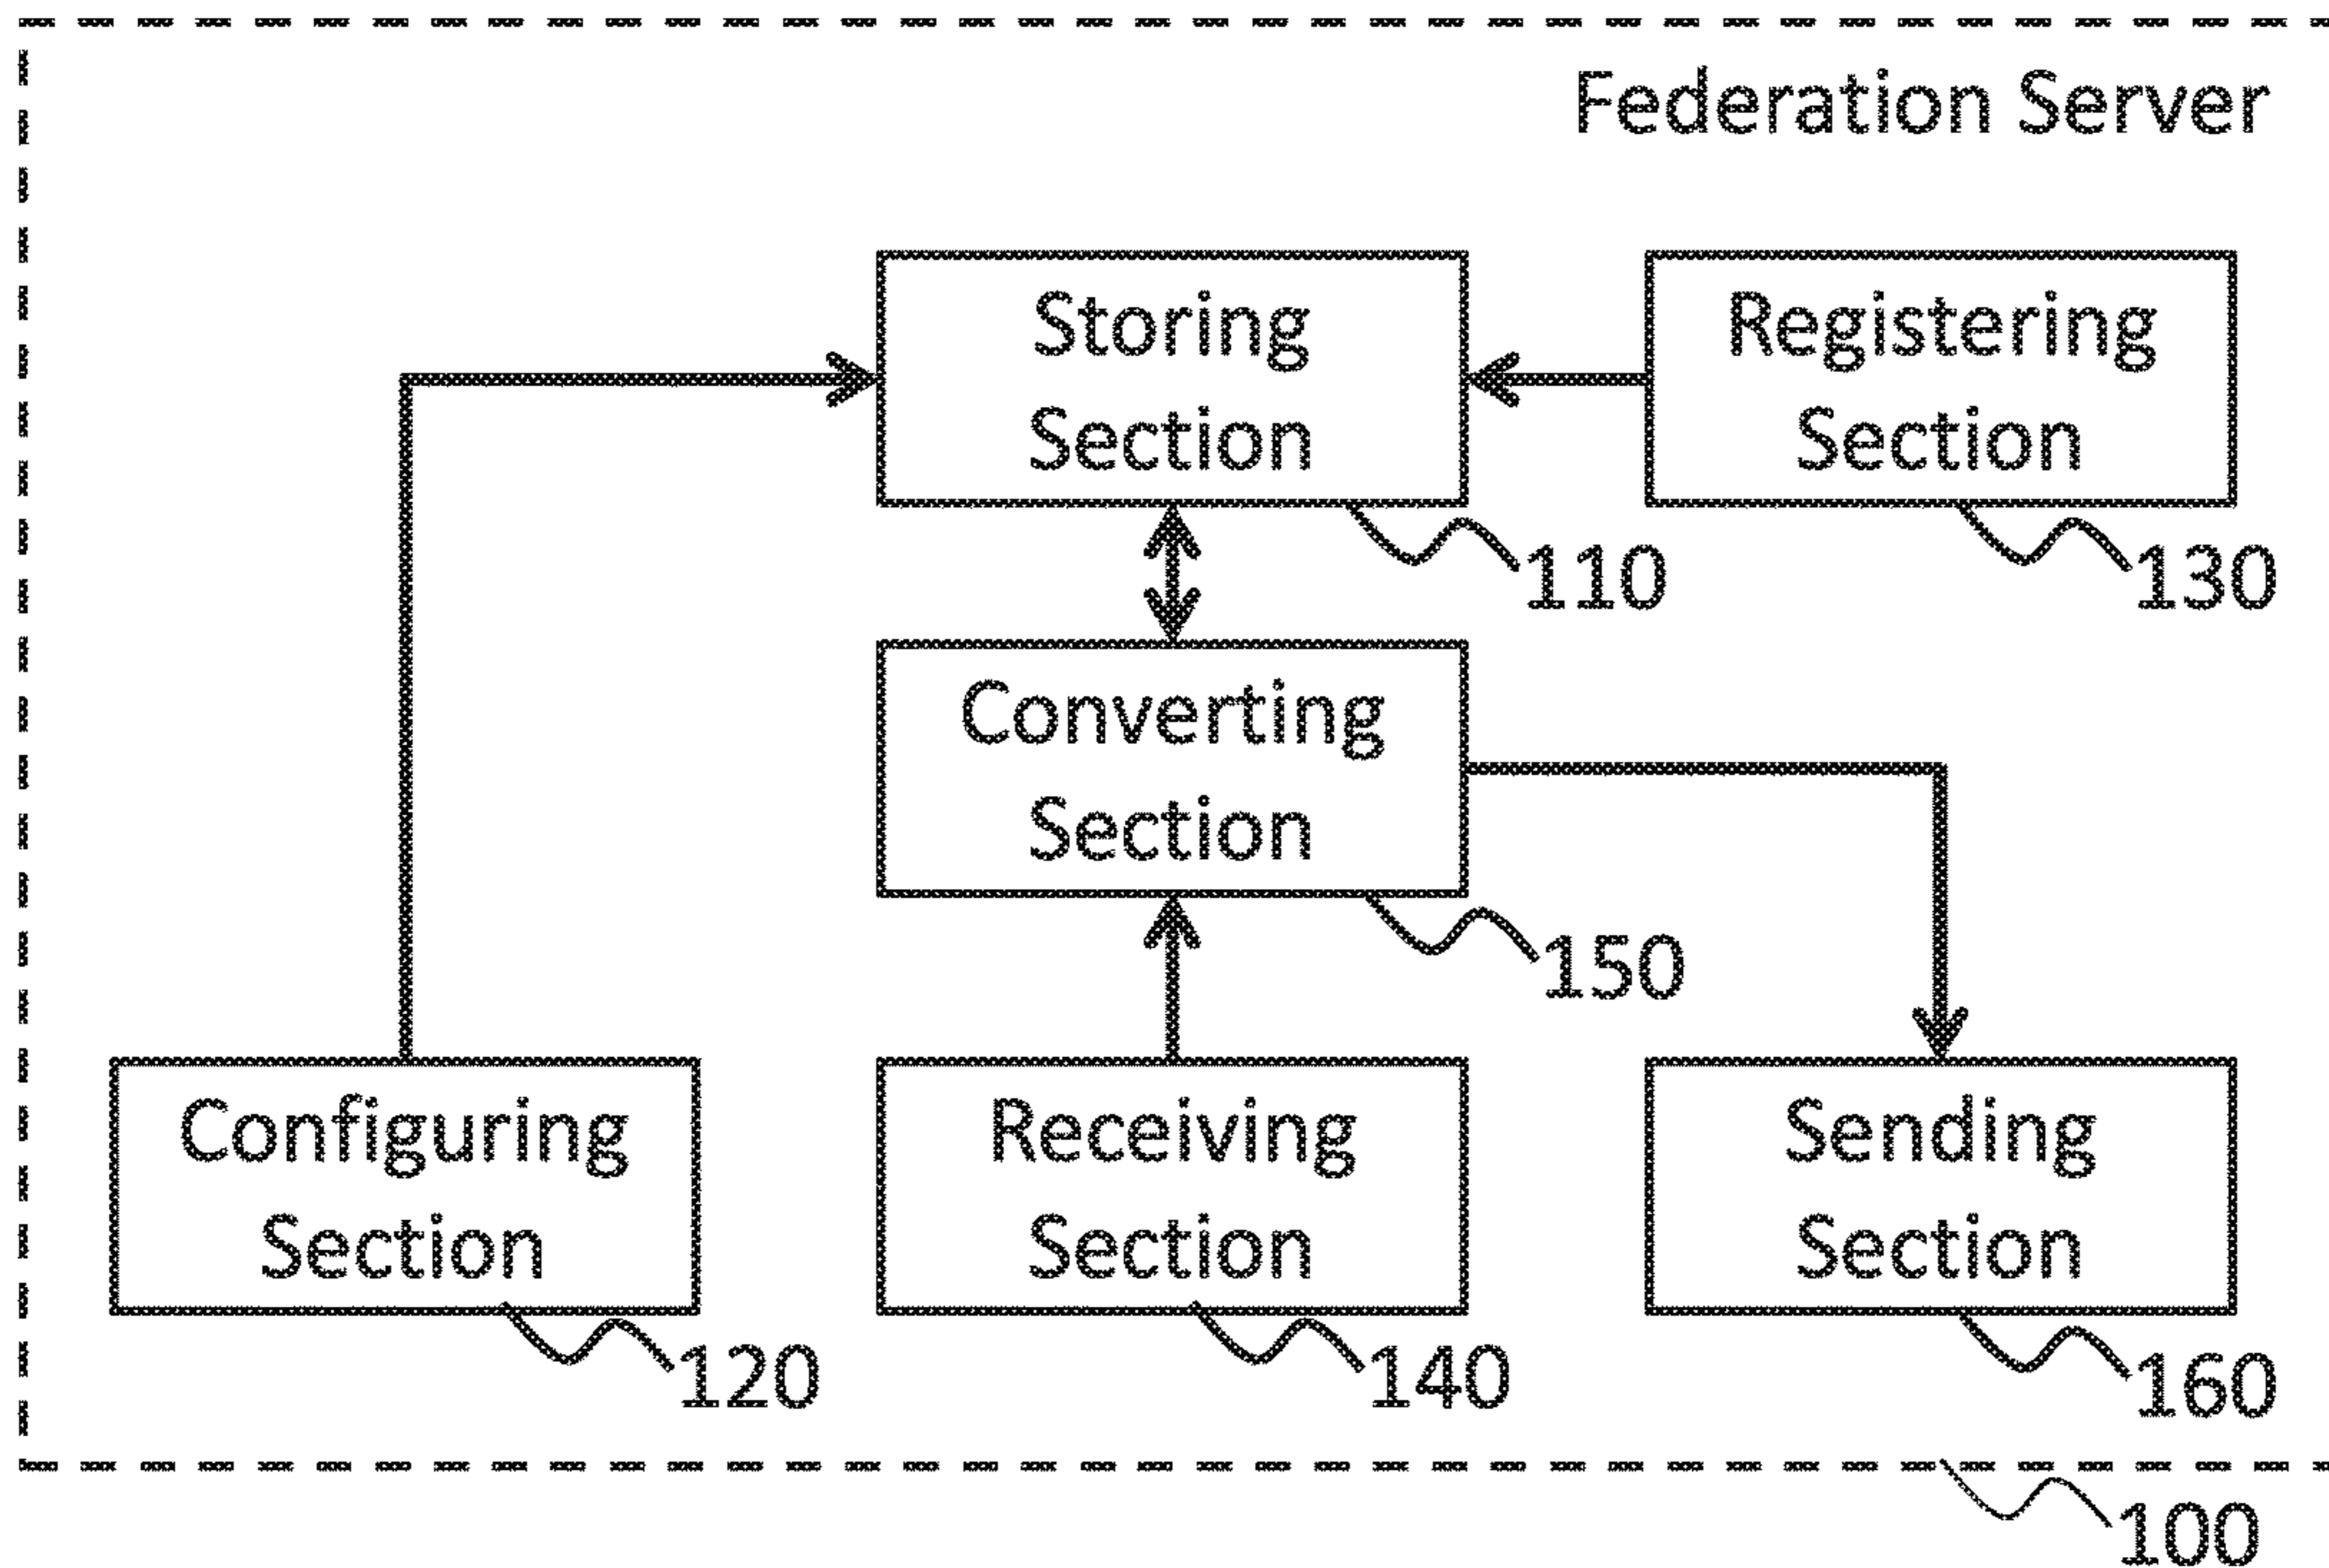 Federation Server
Storing
Section
Registering
Section
110
130
Converting
Section
150
Configuring
Section
Receiving
Section
Sending
Section
120
140
160
100